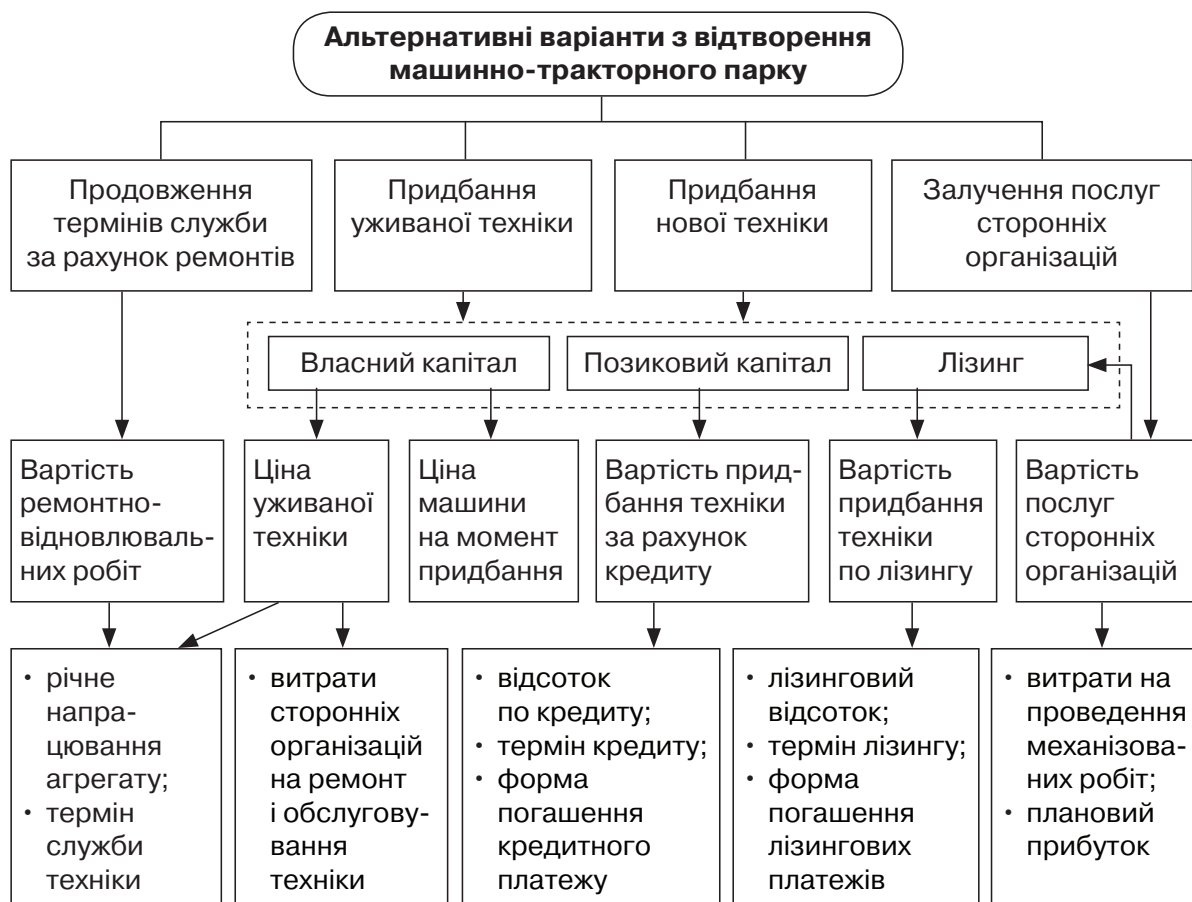 Альтернативні варіанти з відтворення
машинно-тракторного парку
Продовження
термінів служби
за рахунок ремонтів
Придбання
уживаної техніки
Придбання
нової техніки
Залучення послуг
сторонніх
організацій
Власний капітал
Позиковий капітал
Лізинг
Вартість
ремонтно-
відновлюваль-
них робіт
Ціна
уживаної
техніки
Ціна
машини
на момент
придбання
Вартість прид-
бання техніки
за рахунок
кредиту
Вартість
придбання
техніки
по лізингу
Вартість
послуг
сторонніх
організацій
• річне
напра-
цювання
агрегату;
• термін
служби
техніки
• витрати
сторонніх
організацій
на ремонт
і обслугову-
вання
техніки
• відсоток
по кредиту;
• термін кредиту;
• форма
погашення
кредитного
платежу
• лізинговий
відсоток;
• термін лізингу;
• форма
погашення
лізингових
платежів
• витрати на
проведення
механізова-
них робіт;
• плановий
прибуток